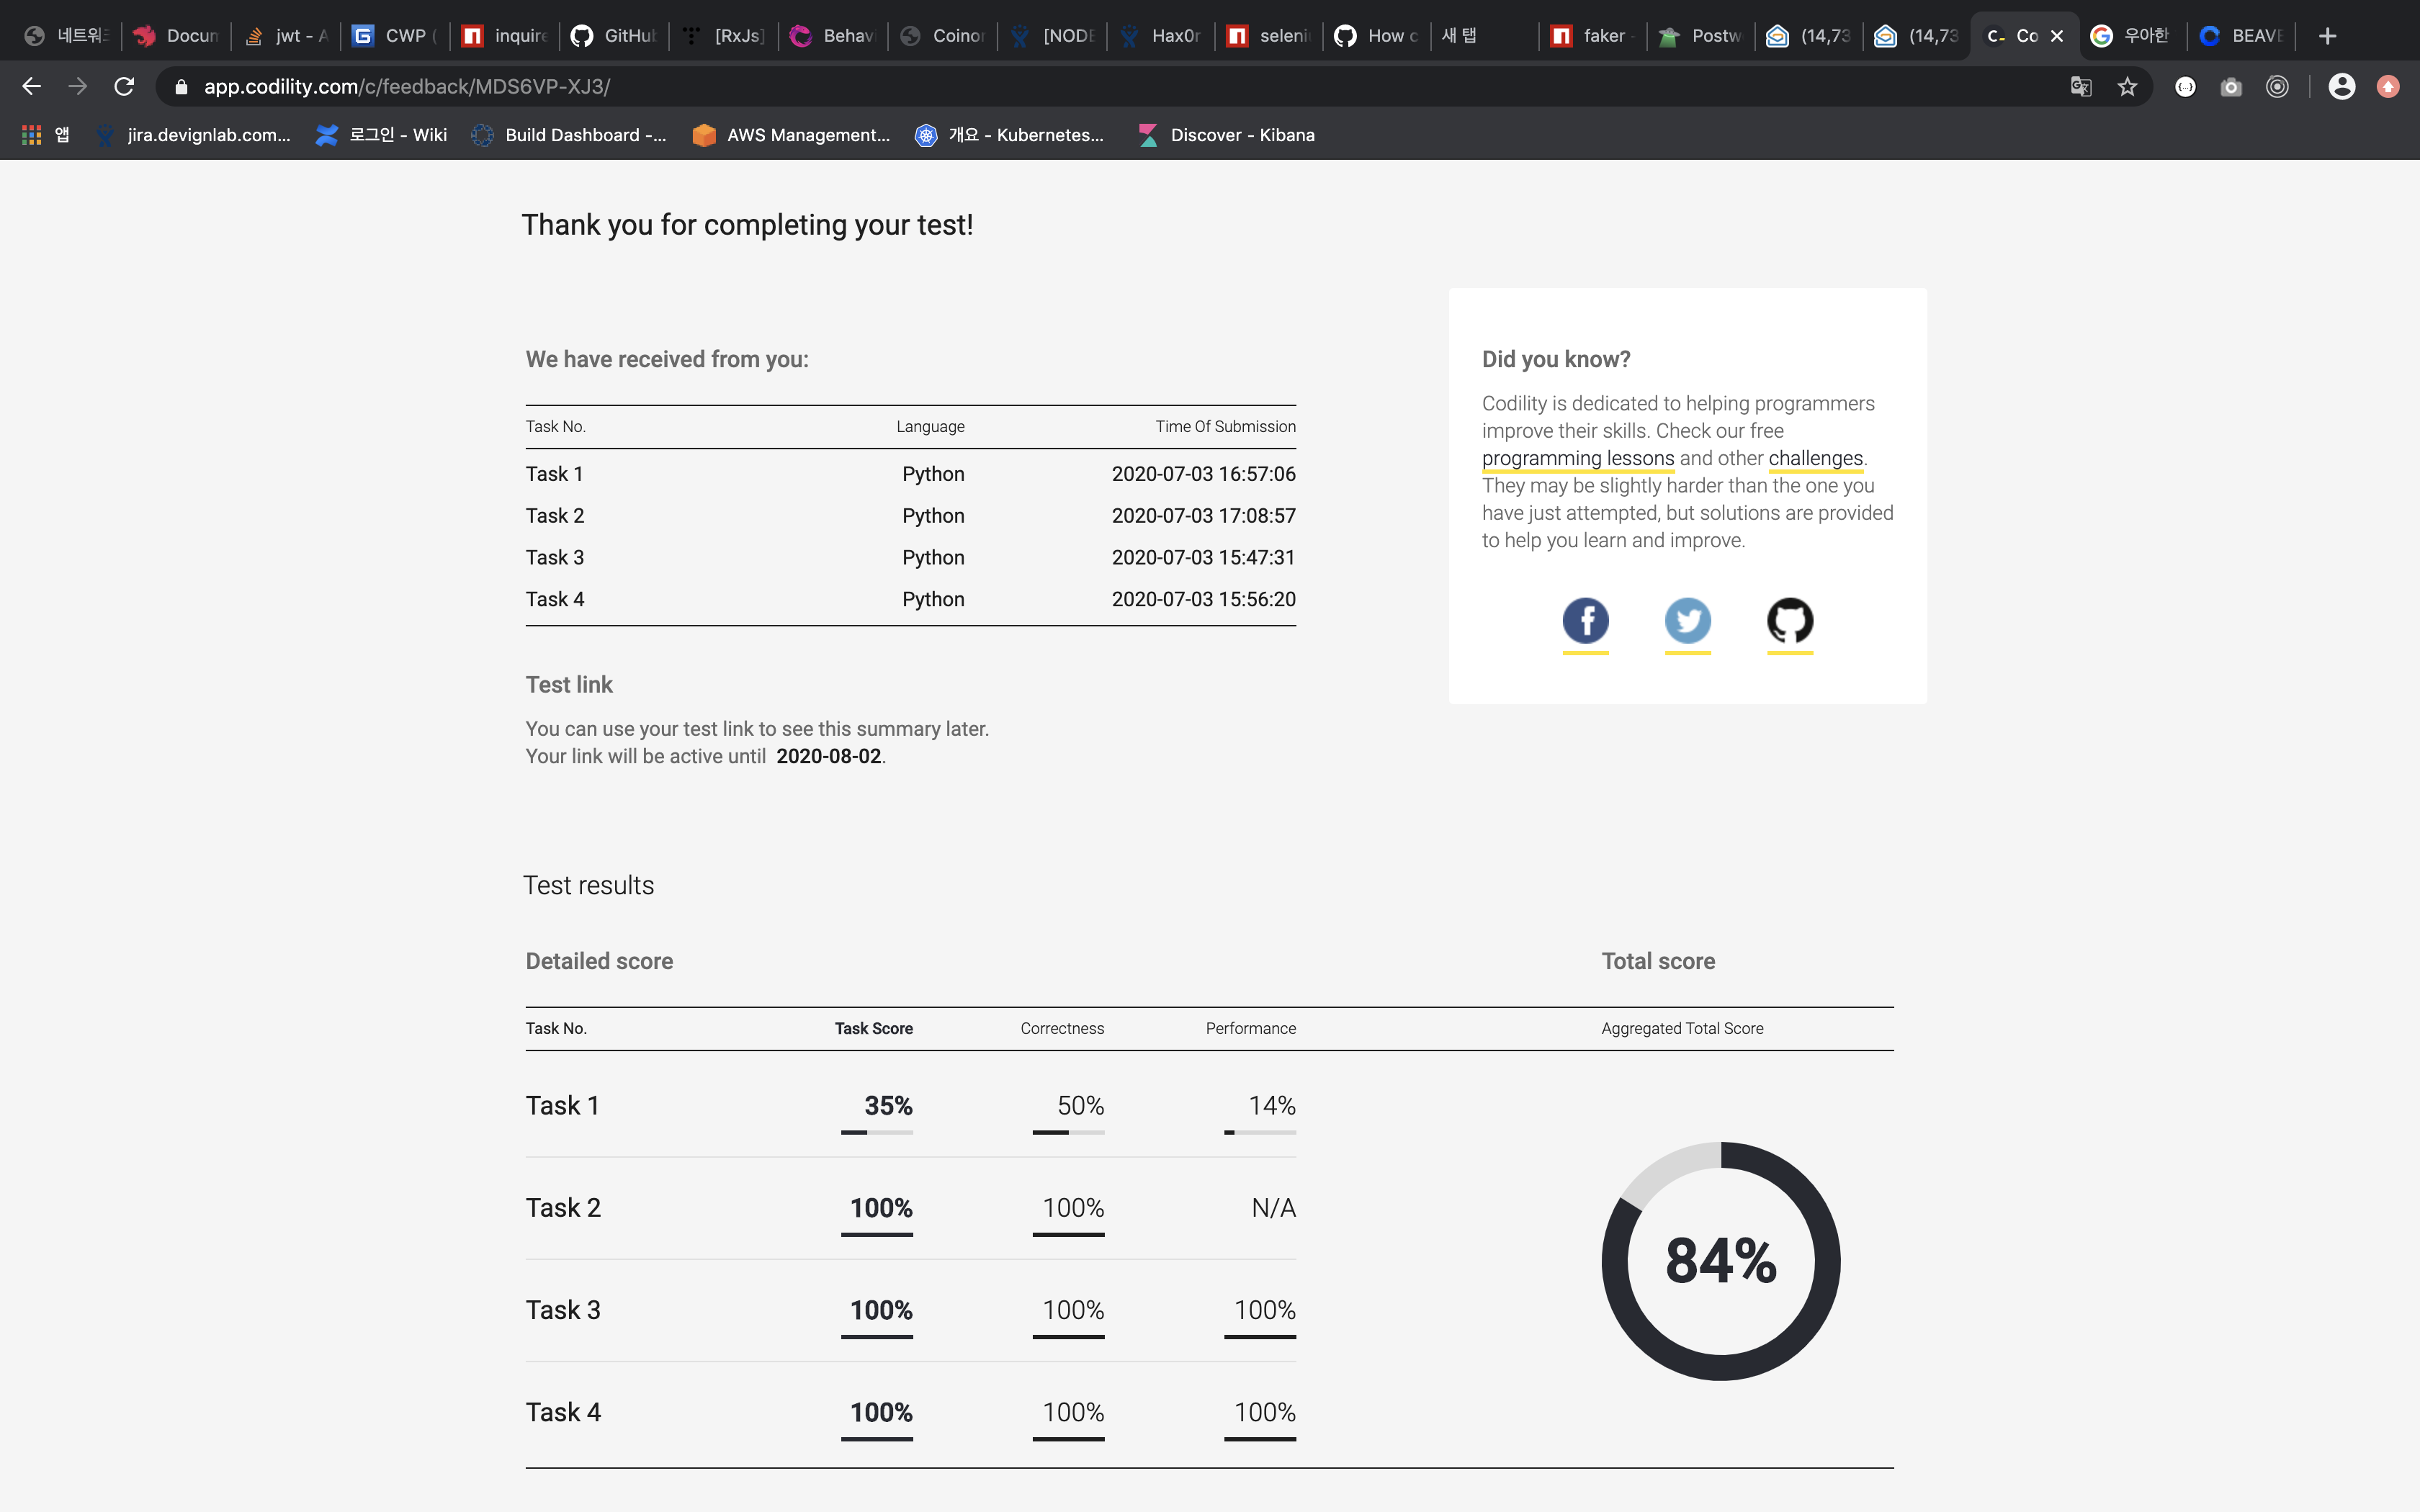 네트워
Docum
jwt - A
CWP (
inquire
GitHub
[RxJs]
Behavi
Coinor
[NODE
Hax0r
seleni
How c
새 탭
faker -
Postw
(14,73
(14,73
Co
우아한
BEAVE
app.codility.com/c/feedback/MDS6VP-XJ3/
앱
jira.devignlab.com...
로그인 - Wiki
Build Dashboard -...
AWS Management...
개요 - Kubernetes...
Discover - Kibana
Thank you for completing your test!
We have received from you:
Task No. Language Time Of Submission
Task 1 Python 2020-07-03 16:57:06
Task 2 Python 2020-07-03 17:08:57
Task 3 Python 2020-07-03 15:47:31
Task 4 Python 2020-07-03 15:56:20
Test link
You can use your test link to see this summary later.
Your link will be active until 2020-08-02.
Did you know?
Codility is dedicated to helping programmers
improve their skills. Check our free
programming lessons and other challenges.
They may be slightly harder than the one you
have just attempted, but solutions are provided
to help you learn and improve.
Test results
Detailed score
Total score
Task No. Task Score Correctness Performance
Aggregated Total Score
Task 1 35% 50% 14%
Task 2 100% 100% N/A
Task 3 100% 100% 100%
Task 4 100% 100% 100%
84%